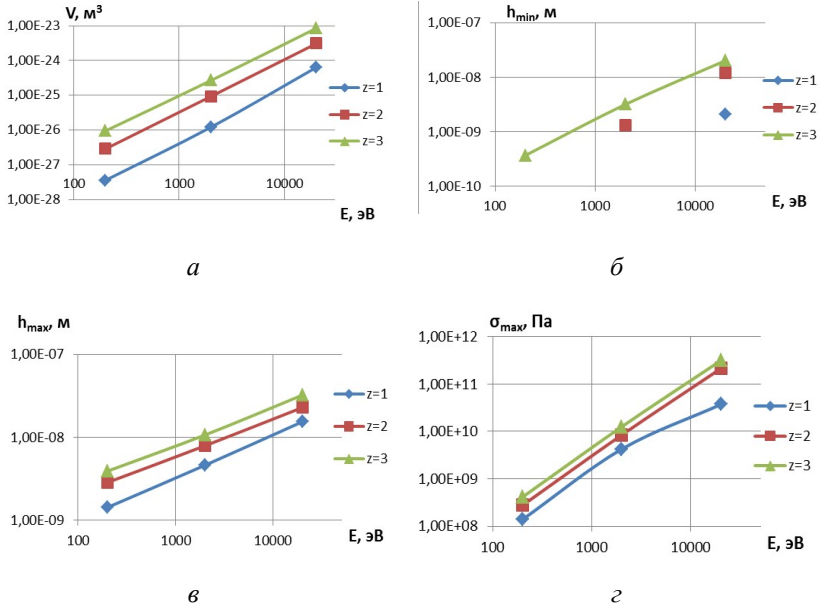 V, м³
1,00E-23
1,00E-24
1,00E-25
1,00E-26
1,00E-27
1,00E-28
100
1000
10000
E, эВ
z=1
z=2
z=3
а
h_min, м
1,00E-07
1,00E-08
1,00E-09
1,00E-10
100
1000
10000
E, эВ
z=1
z=2
z=3
б
h_max, м
1,00E-07
1,00E-08
1,00E-09
100
1000
10000
E, эВ
z=1
z=2
z=3
в
σ_max, Па
1,00E+12
1,00E+11
1,00E+10
1,00E+09
1,00E+08
100
1000
10000
E, эВ
z=1
z=2
z=3
г